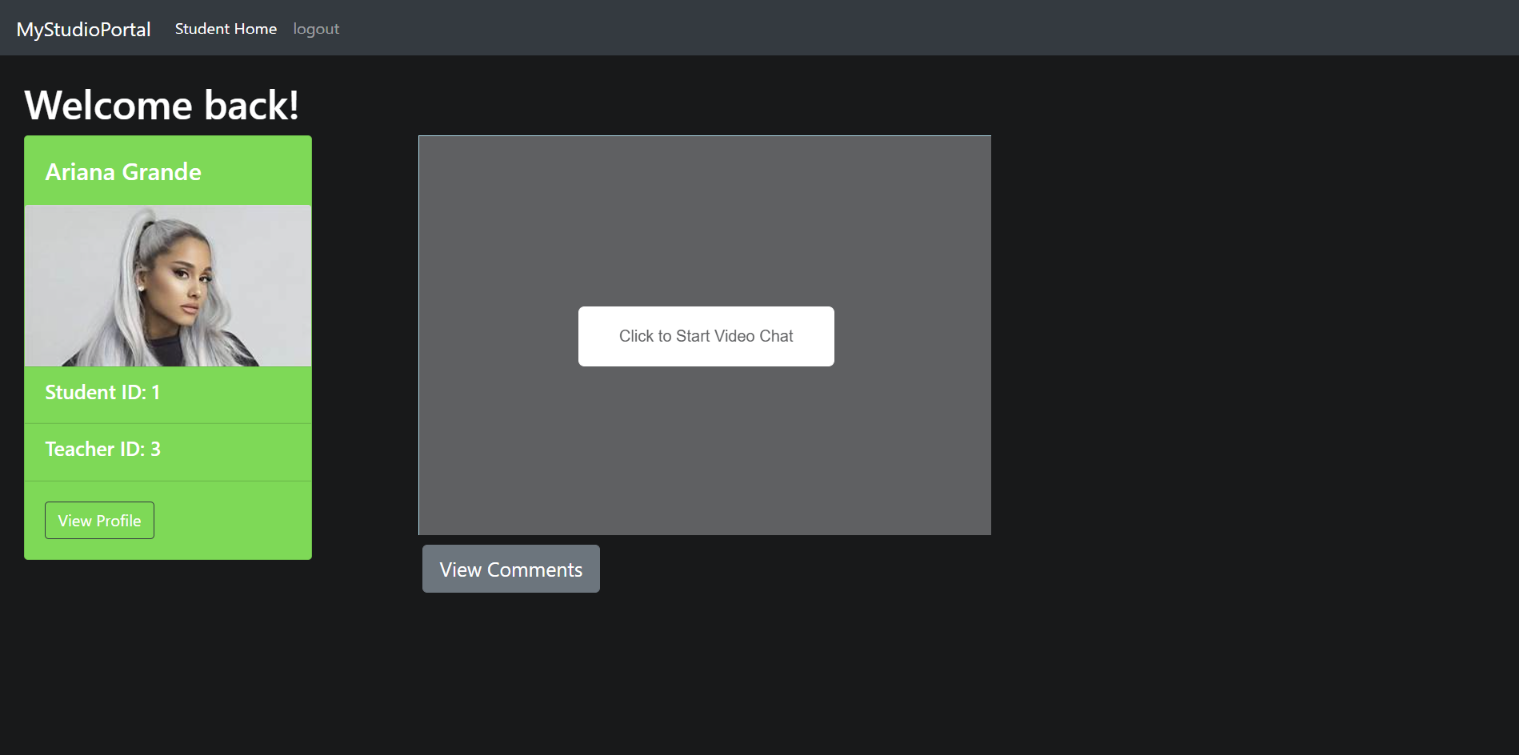 MyStudioPortal Student Home logout
Welcome back!
Ariana Grande
Student ID: 1
Teacher ID: 3
View Profile
Click to Start Video Chat
View Comments